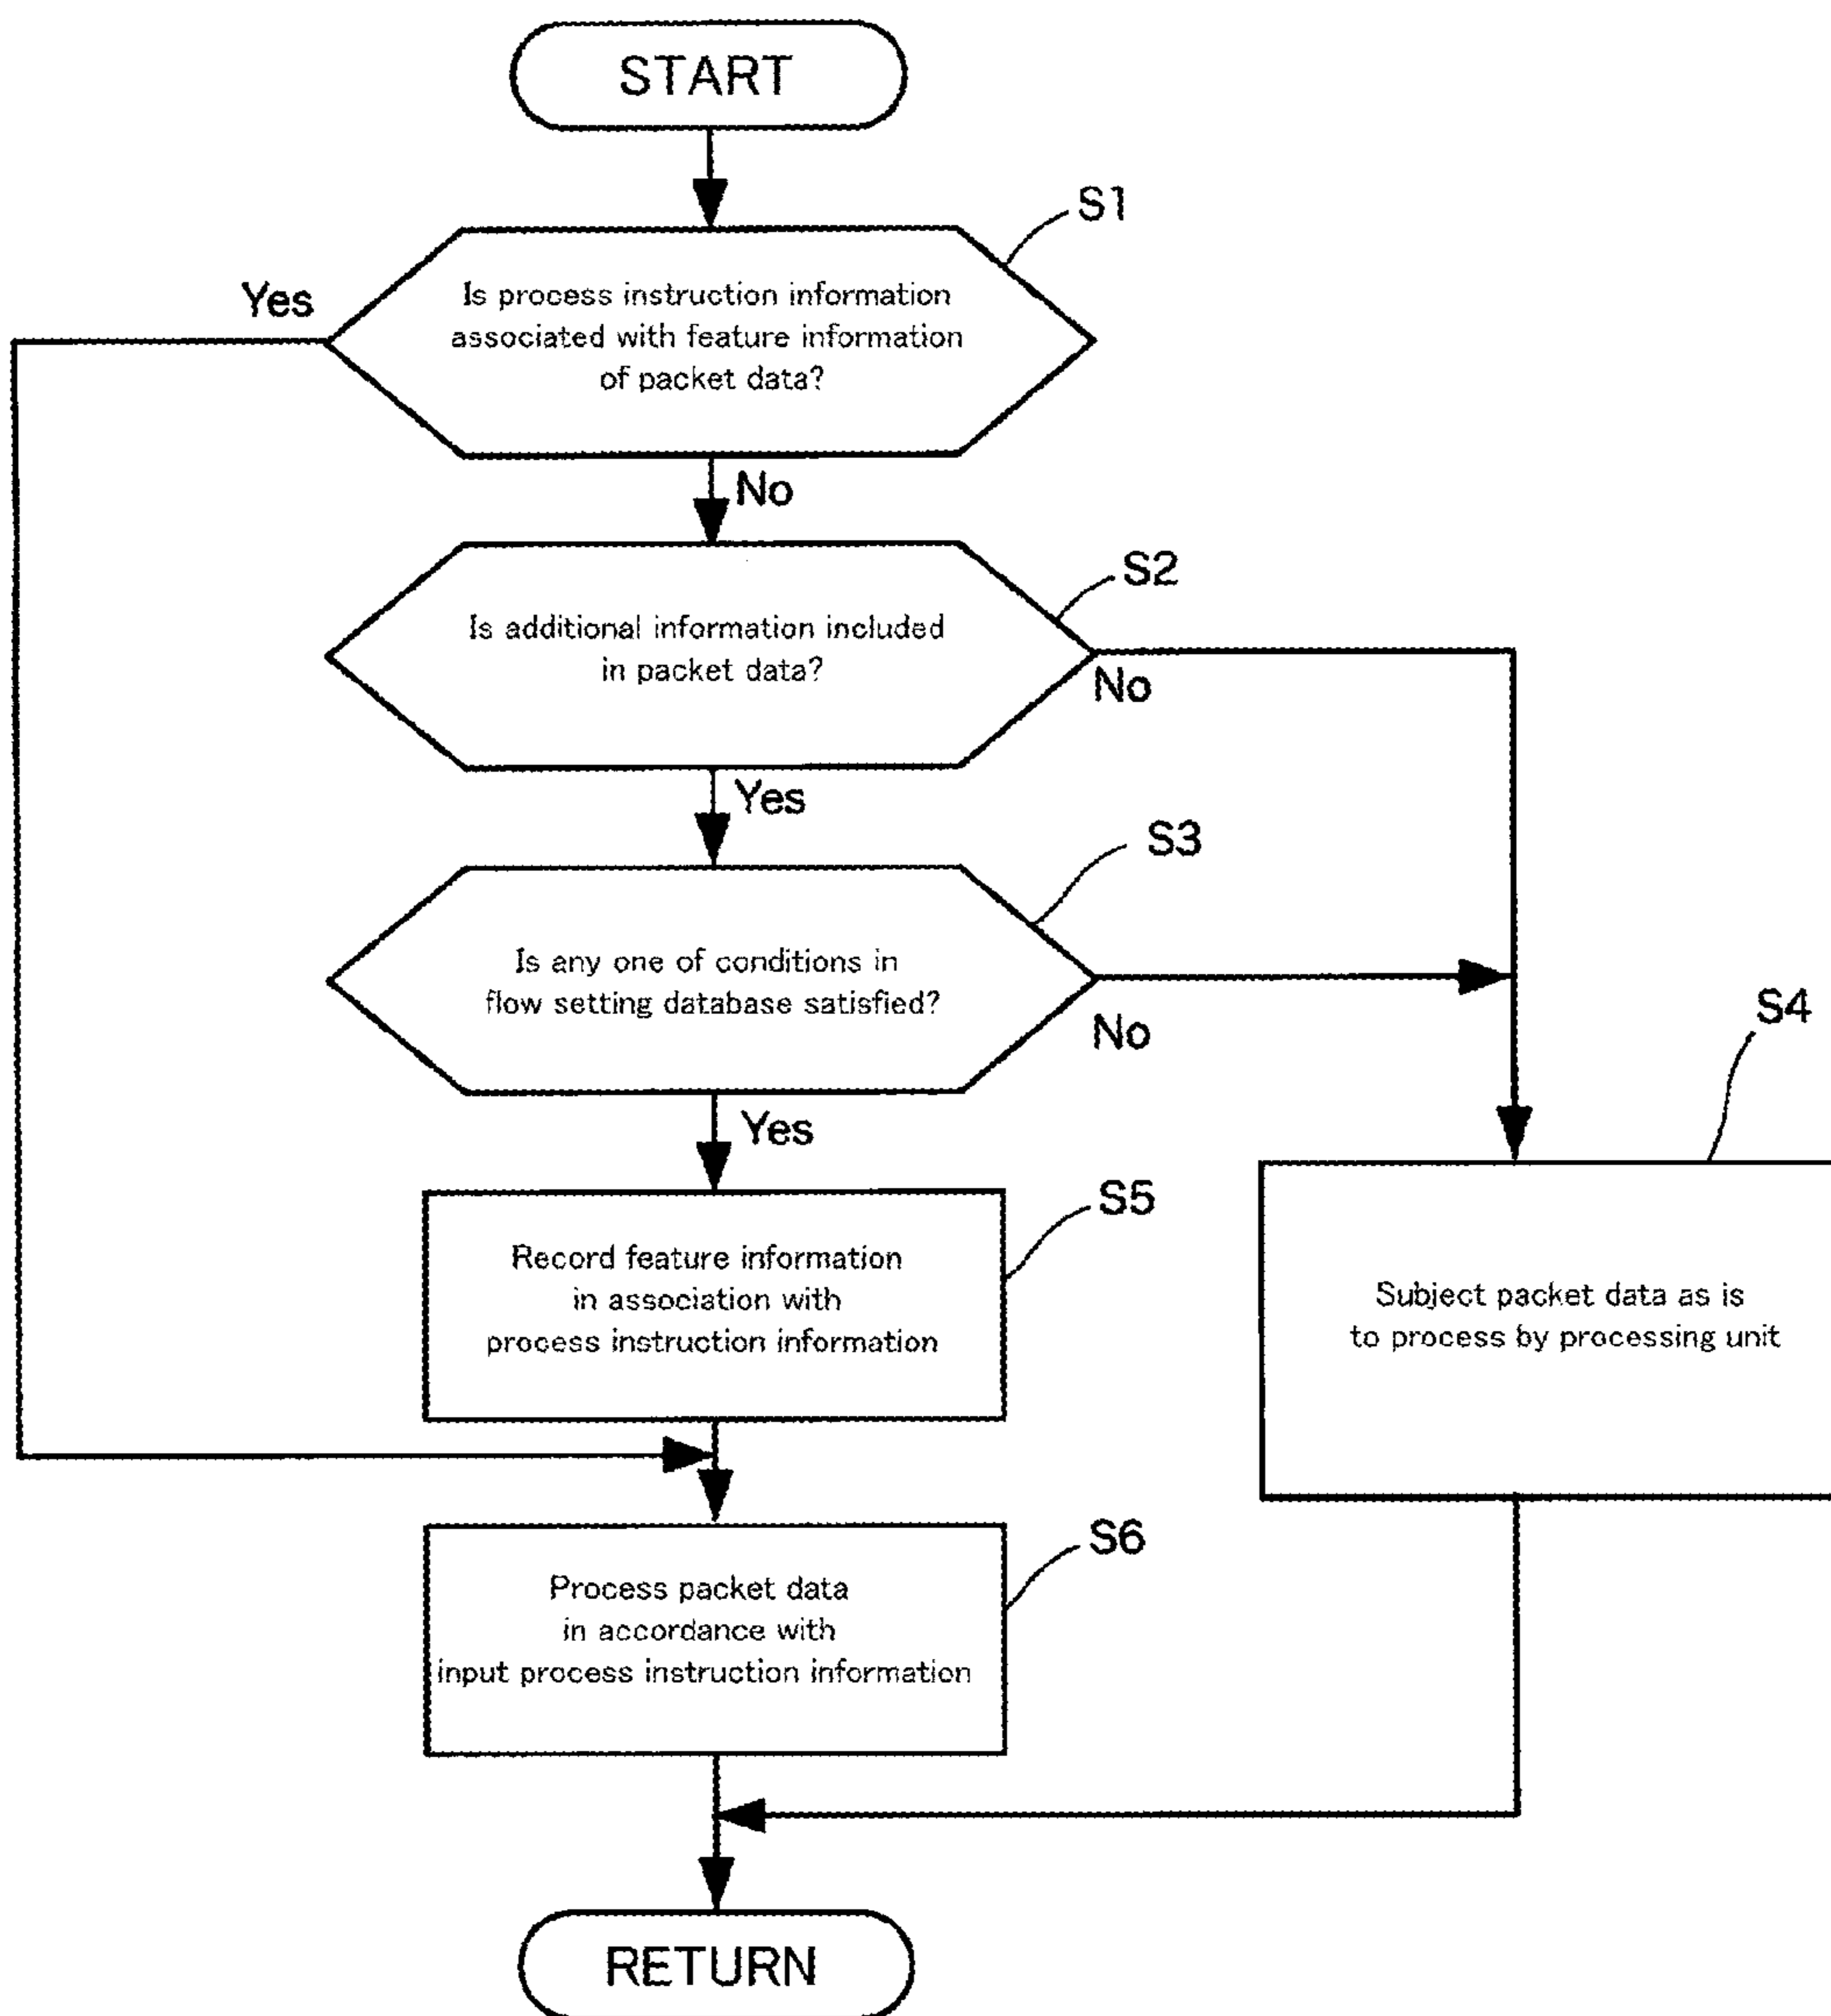 START
S1
Yes
Is process instruction information
associated with feature information
of packet data?
No
S2
Is additional information included
in packet data?
No
Yes
S3
Is any one of conditions in
flow setting database satisfied?
No
S4
Yes
S5
Record feature information
in association with
process instruction information
Subject packet data as is
to process by processing unit
S6
Process packet data
in accordance with
input process instruction information
RETURN